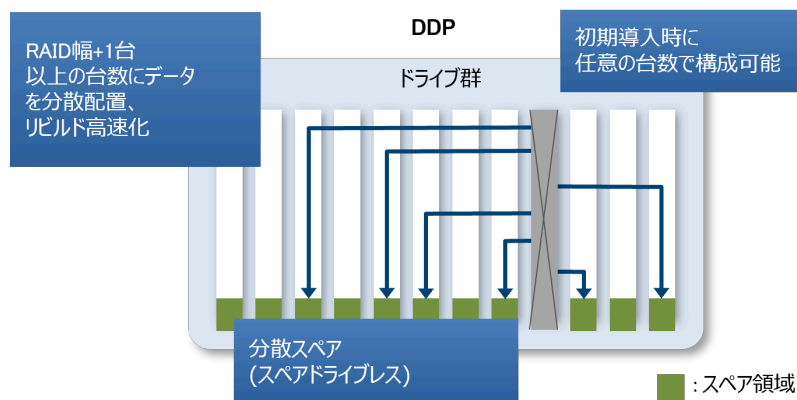 DDP
RAID幅+1台
以上の台数にデータ
を分散配置、
リビルド高速化
初期導入時に
任意の台数で構成可能
ドライブ群
分散スペア
(スペアドライブレス)
：スペア領域